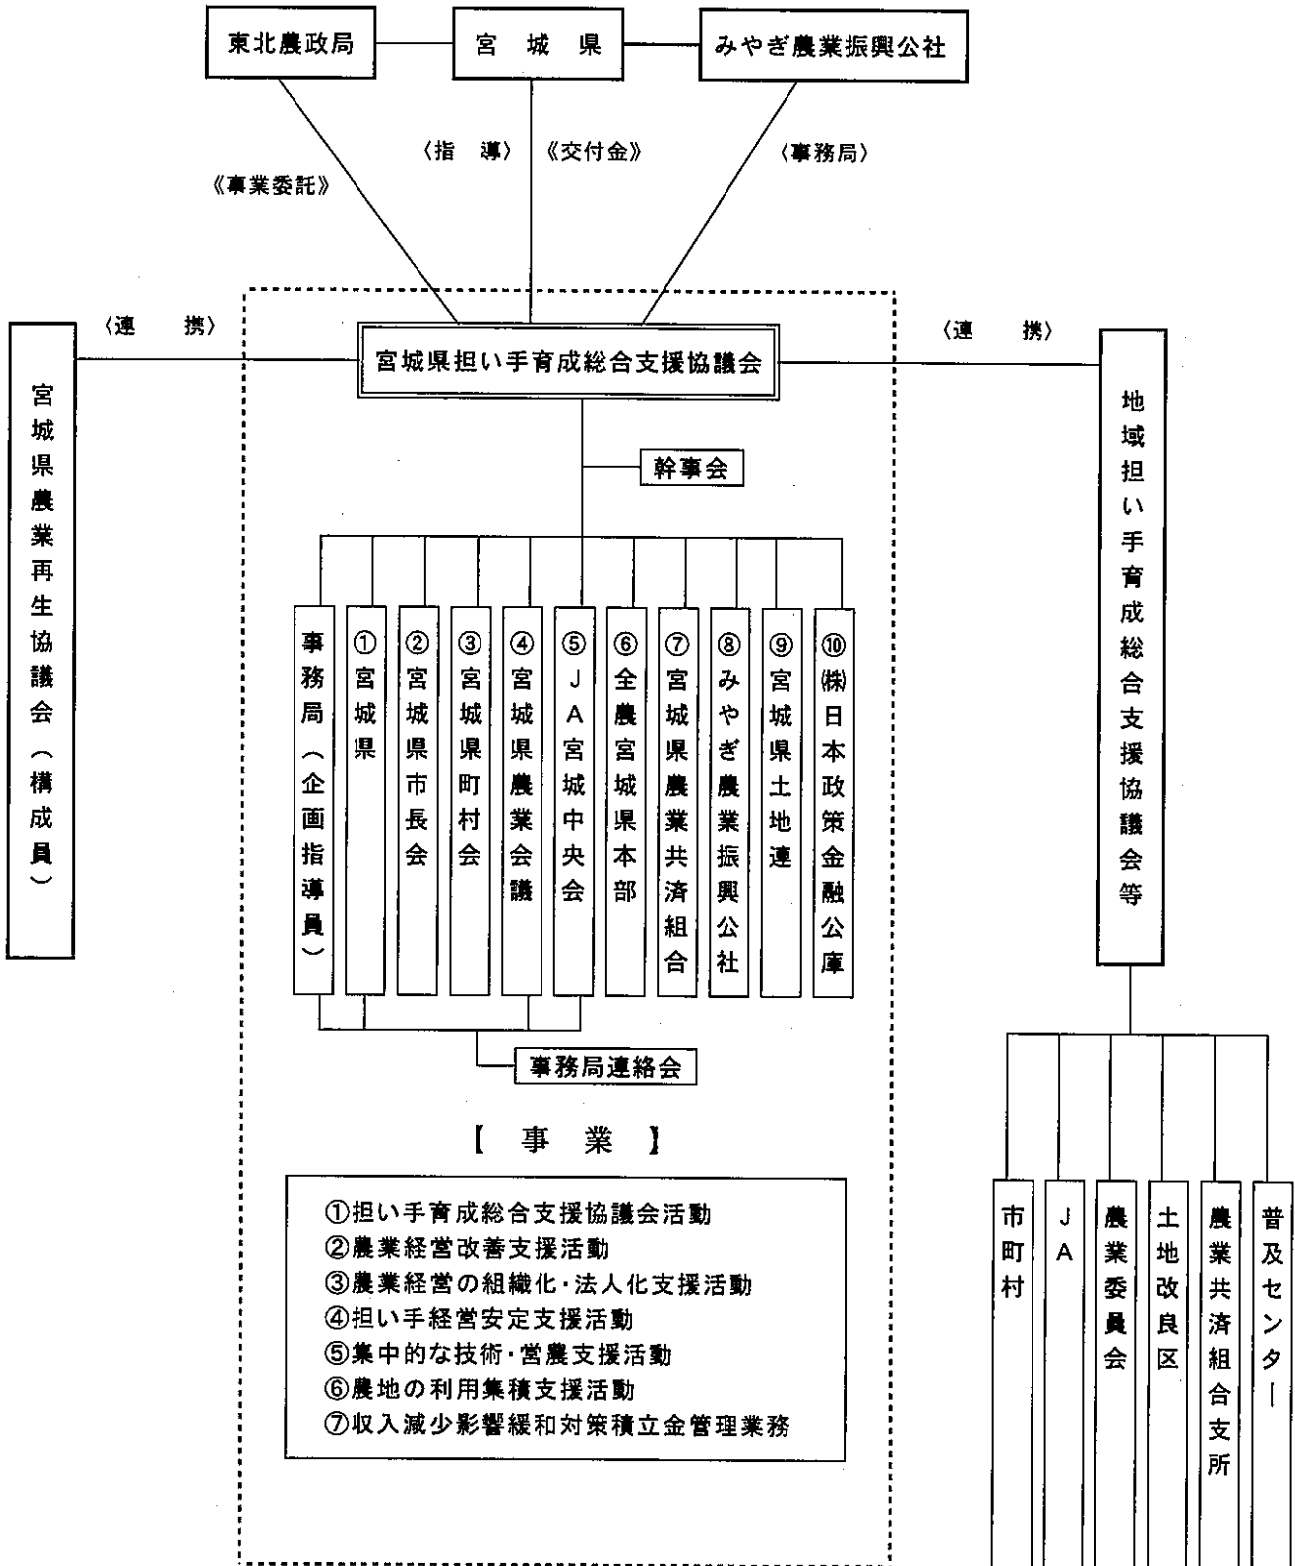 東北農政局
宮 城 県
みやぎ農業振興公社
〈指 導〉
《交付金》
〈事務局〉
《事業委託》
〈連 携〉
〈連 携〉
宮城県担い手育成総合支援協議会
宮城県農業再生協議会（構成員）
地域担い手育成総合支援協議会等
幹事会
事務局（企画指導員）
①宮城県
②宮城県市長会
③宮城県町村会
④宮城県農業会議
⑤ＪＡ宮城中央会
⑥全農宮城県本部
⑦宮城県農業共済組合
⑧みやぎ農業振興公社
⑨宮城県土地連
⑩㈱日本政策金融公庫
事務局連絡会
【 事 業 】
①担い手育成総合支援協議会活動
②農業経営改善支援活動
③農業経営の組織化・法人化支援活動
④担い手経営安定支援活動
⑤集中的な技術・営農支援活動
⑥農地の利用集積支援活動
⑦収入減少影響緩和対策積立金管理業務
市町村
ＪＡ
農業委員会
土地改良区
農業共済組合支所
普及センター